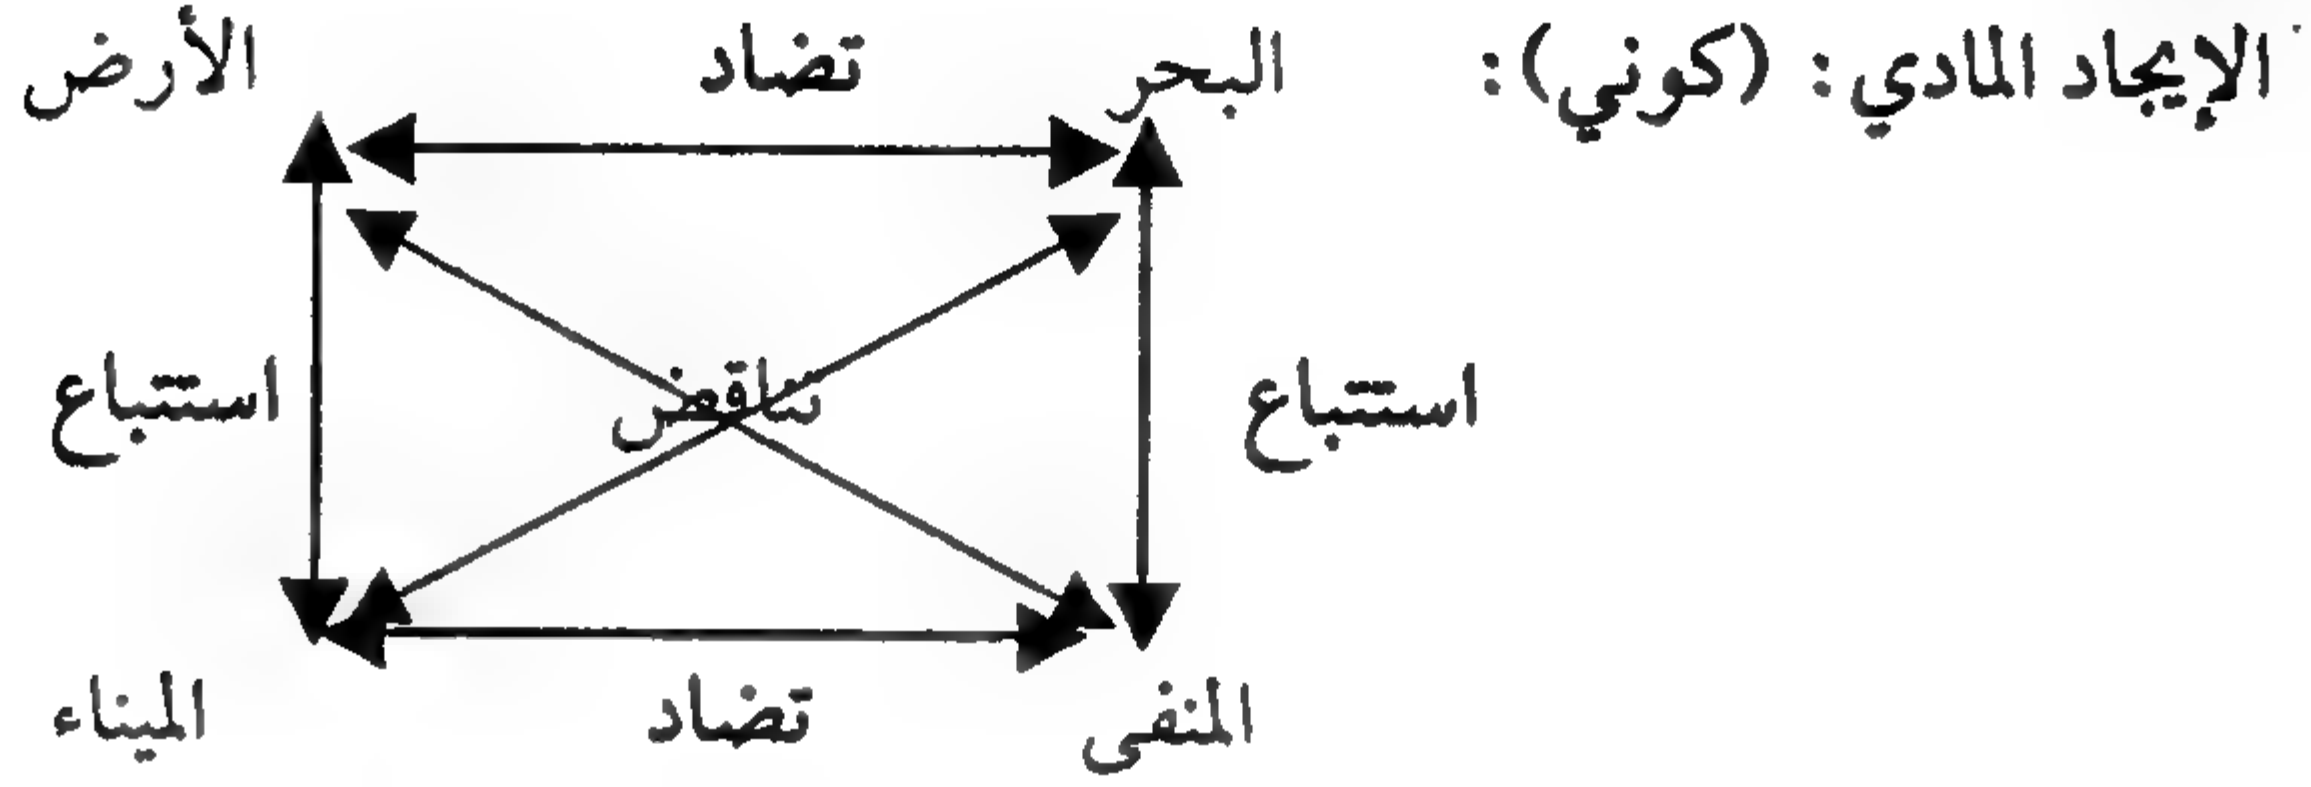 الإيجاد المادي: (كوني):
البحر تضاد الأرض
استتباع تناقض استتباع
المنفى تضاد الميناء